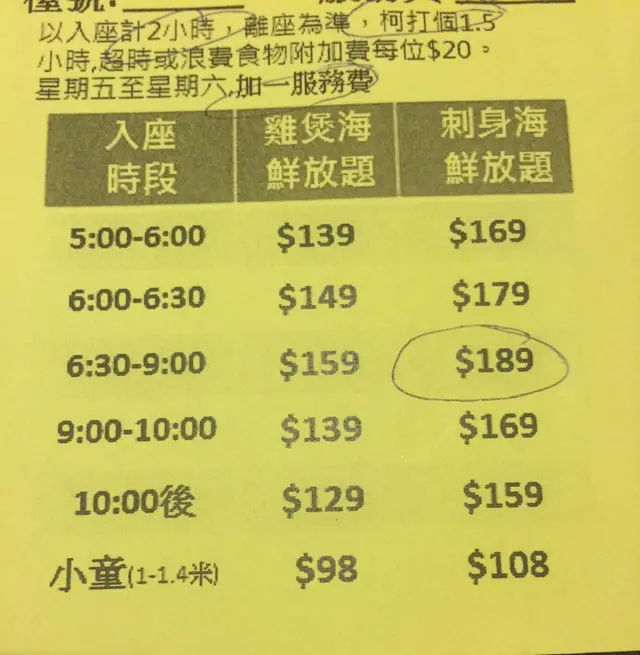 以入座計2小時，離座為準，柯打個1.5
小時,超時或浪費食物附加費每位$20。
星期五至星期六,加一服務費
入座時段 雞煲海鮮放題 刺身海鮮放題
5:00-6:00 $139 $169
6:00-6:30 $149 $179
6:30-9:00 $159 $189
9:00-10:00 $139 $169
10:00後 $129 $159
小童(1-1.4米) $98 $108